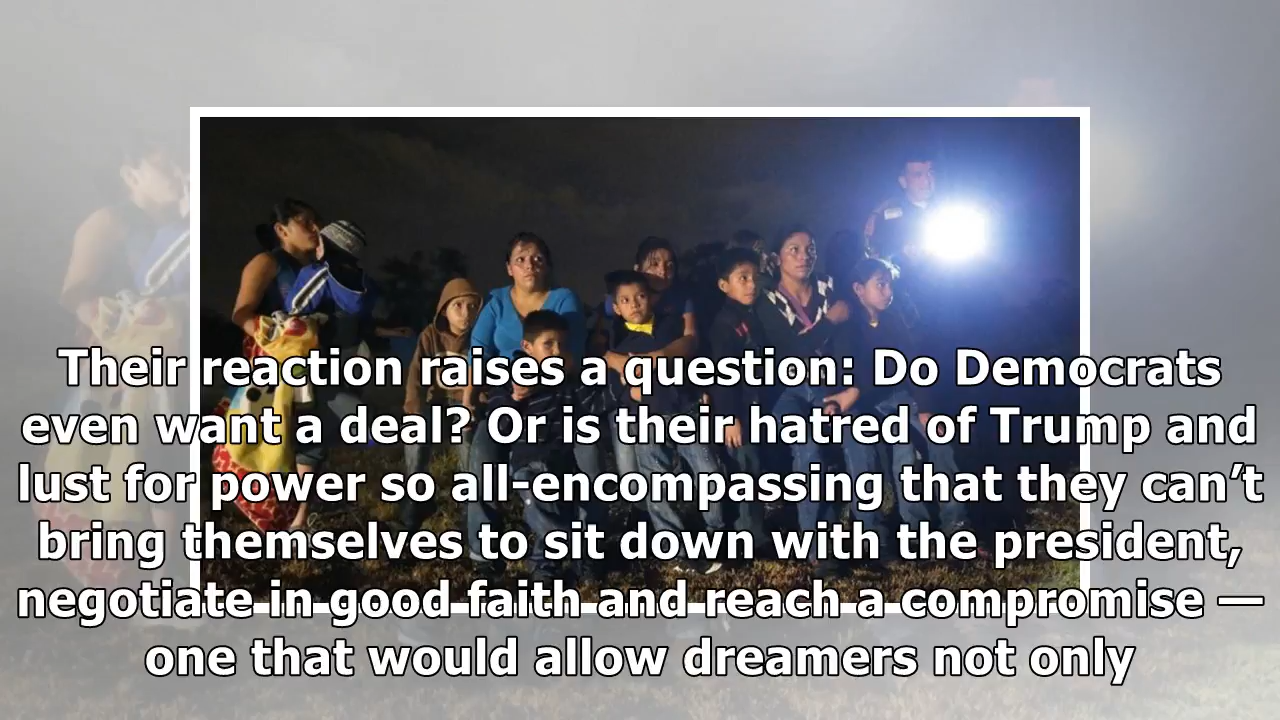 Their reaction raises a question: Do Democrats
even want a deal? Or is their hatred of Trump and
lust for power so all-encompassing that they can’t
bring themselves to sit down with the president,
negotiate in good faith and reach a compromise —
one that would allow dreamers not only